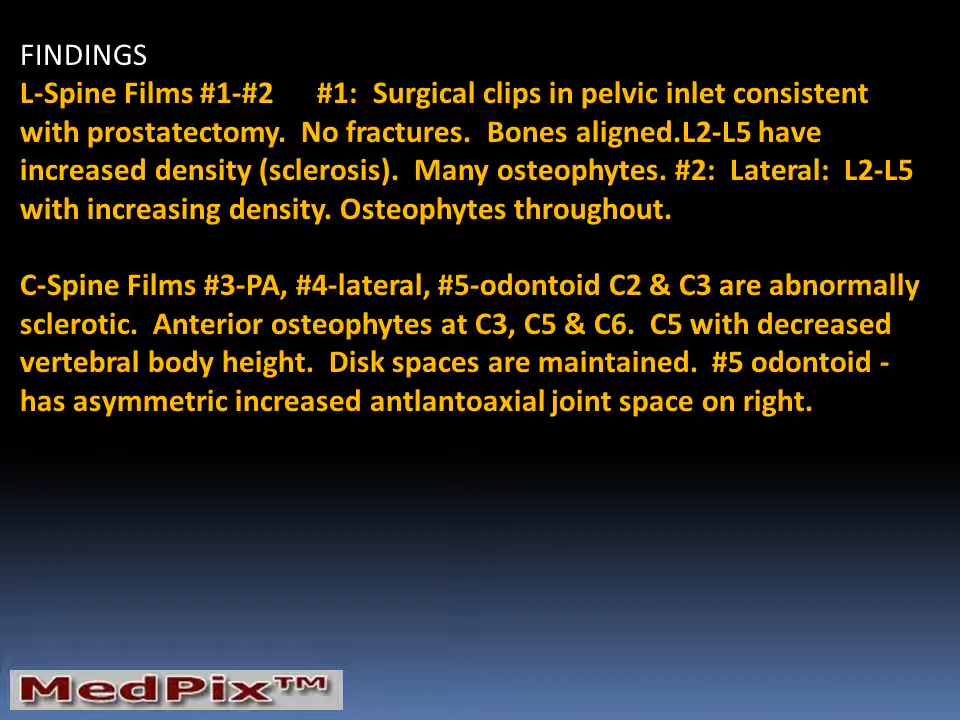 FINDINGS
L-Spine Films #1-#2 #1: Surgical clips in pelvic inlet consistent
with prostatectomy. No fractures. Bones aligned.L2-L5 have
increased density (sclerosis). Many osteophytes. #2: Lateral: L2-L5
with increasing density. Osteophytes throughout.
C-Spine Films #3-PA, #4-lateral, #5-odontoid C2 & C3 are abnormally
sclerotic. Anterior osteophytes at C3, C5 & C6. C5 with decreased
vertebral body height. Disk spaces are maintained. #5 odontoid -
has asymmetric increased antlantoaxial joint space on right.
MedPix™